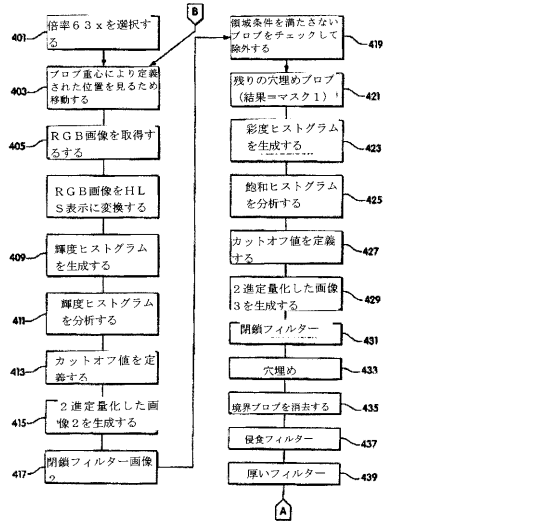 B
401
倍率63xを選択す
る
403
ブロブ重心により定義
された位置を見るため
移動する
405
RGB画像を取得す
るする
RGB画像をHL
S表示に変換する
409
輝度ヒストグラム
を生成する
411
輝度ヒストグラム
を分析する
413
カットオフ値を定
義する
415
2進定量化した画
像2を生成する
417
閉鎖フィルター画像
2
領域条件を満たさない
ブロブをチェックして
除外する
419
残りの穴埋めブロブ
(結果=マスク1)
421
彩度ヒストグラム
を生成する
423
飽和ヒストグラム
を分析する
425
カットオフ値を定義
する
427
2進定量化した画像
3を生成する
429
閉鎖フィルター
431
穴埋め
433
境界ブロブを消去する
435
侵食フィルター
437
厚いフィルター
439
A